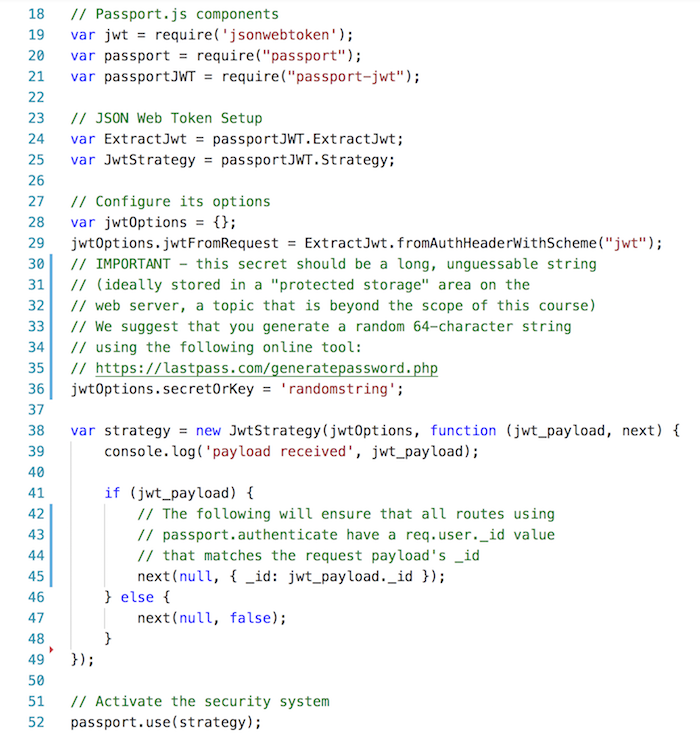 18 // Passport.js components
19 var jwt = require('jsonwebtoken');
20 var passport = require("passport");
21 var passportJWT = require("passport-jwt");
22
23 // JSON Web Token Setup
24 var ExtractJwt = passportJWT.ExtractJwt;
25 var JwtStrategy = passportJWT.Strategy;
26
27 // Configure its options
28 var jwtOptions = {};
29 jwtOptions.jwtFromRequest = ExtractJwt.fromAuthHeaderWithScheme("jwt");
30 // IMPORTANT – this secret should be a long, unguessable string
31 // (ideally stored in a "protected storage" area on the
32 // web server, a topic that is beyond the scope of this course)
33 // We suggest that you generate a random 64–character string
34 // using the following online tool:
35 // https://lastpass.com/generatepassword.php
36 jwtOptions.secretOrKey = 'randomstring';
37
38 var strategy = new JwtStrategy(jwtOptions, function (jwt_payload, next) {
39     console.log('payload received', jwt_payload);
40
41     if (jwt_payload) {
42         // The following will ensure that all routes using
43         // passport.authenticate have a req.user._id value
44         // that matches the request payload's _id
45         next(null, { _id: jwt_payload._id });
46     } else {
47         next(null, false);
48     }
49 });
50
51 // Activate the security system
52 passport.use(strategy);